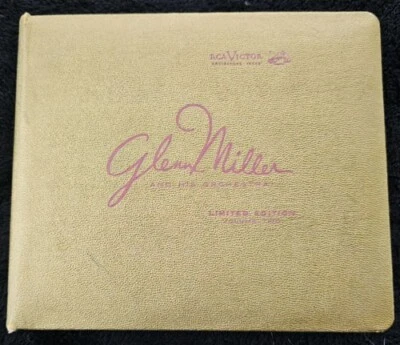 RCA VICTOR
Glenn Miller
AND HIS ORCHESTRA
LIMITED EDITION